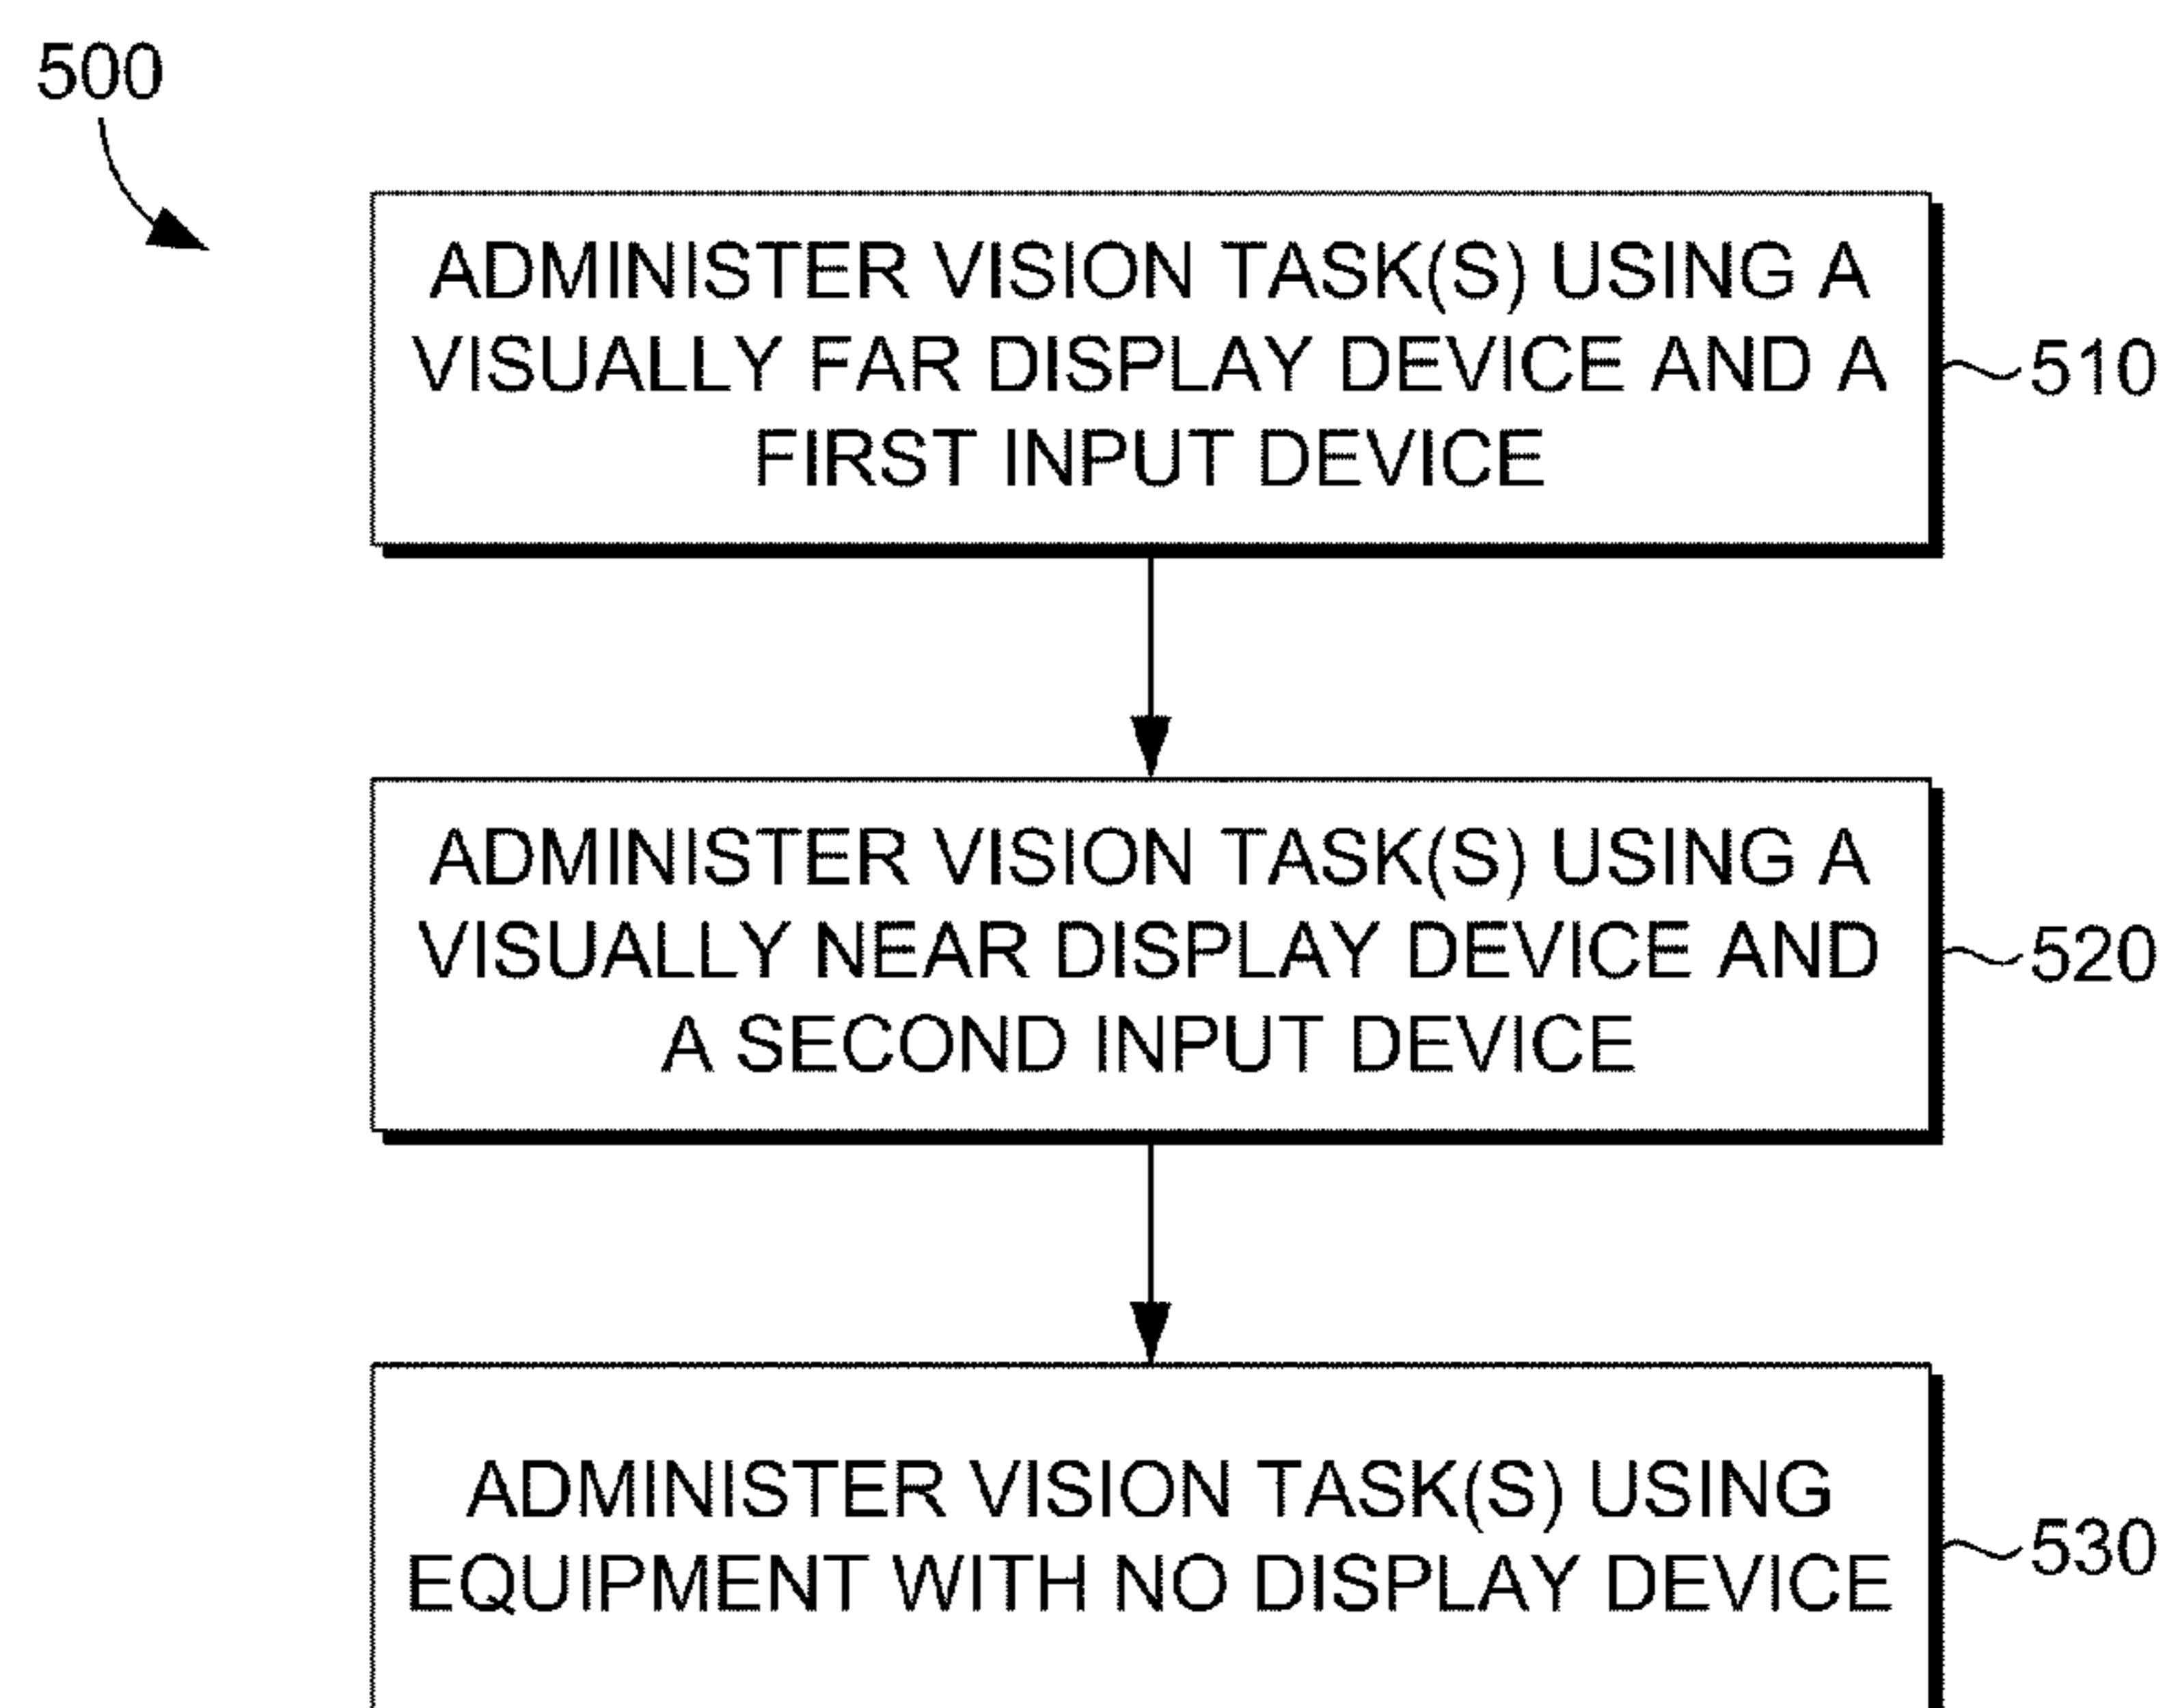 500
ADMINISTER VISION TASK(S) USING A
VISUALLY FAR DISPLAY DEVICE AND A
FIRST INPUT DEVICE
510
ADMINISTER VISION TASK(S) USING A
VISUALLY NEAR DISPLAY DEVICE AND
A SECOND INPUT DEVICE
520
ADMINISTER VISION TASK(S) USING
EQUIPMENT WITH NO DISPLAY DEVICE
530